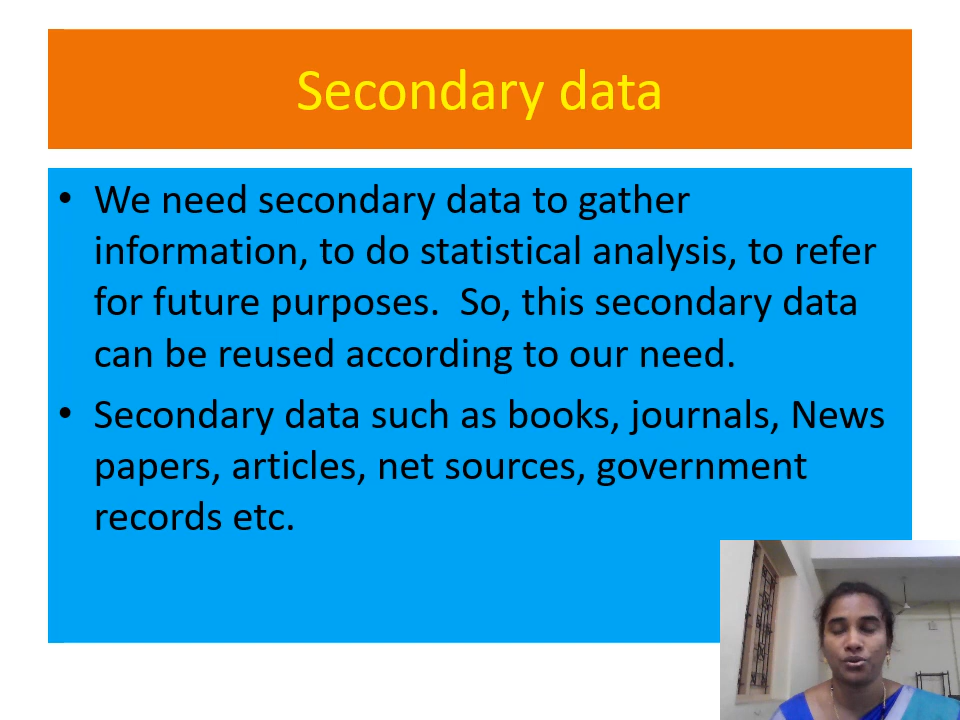 Secondary data
• We need secondary data to gather
information, to do statistical analysis, to refer
for future purposes.  So, this secondary data
can be reused according to our need.
• Secondary data such as books, journals, News
papers, articles, net sources, government
records etc.